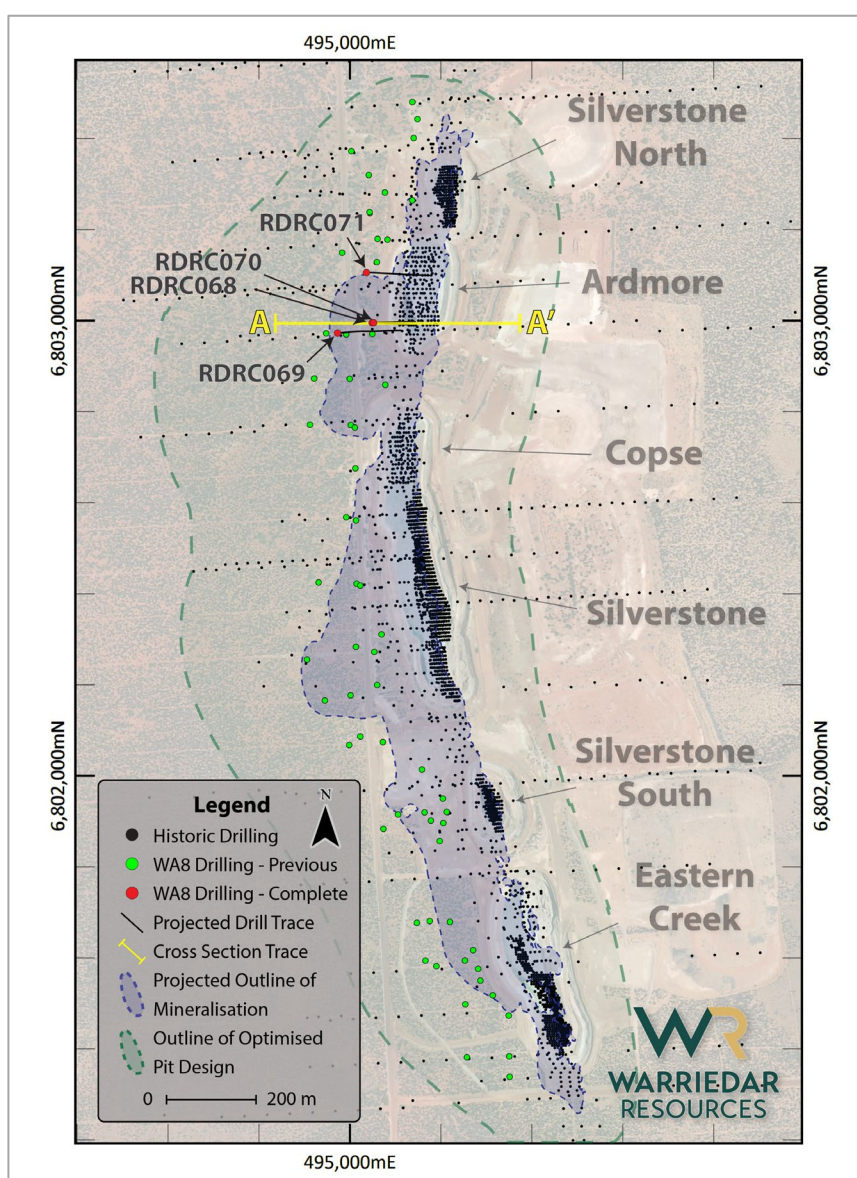 495,000mE
Silverstone
North
RDRC071
RDRC070
RDRC068
Ardmore
A
A'
6,803,000mN
6,803,000mN
RDRC069
Copse
Silverstone
Silverstone
South
6,802,000mN
6,802,000mN
Legend
N
Historic Drilling
WA8 Drilling - Previous
WA8 Drilling - Complete
Projected Drill Trace
Cross Section Trace
Projected Outline of
Mineralisation
Outline of Optimised
Pit Design
0 200 m
Eastern
Creek
WR
WARRIEDAR
RESOURCES
495,000mE